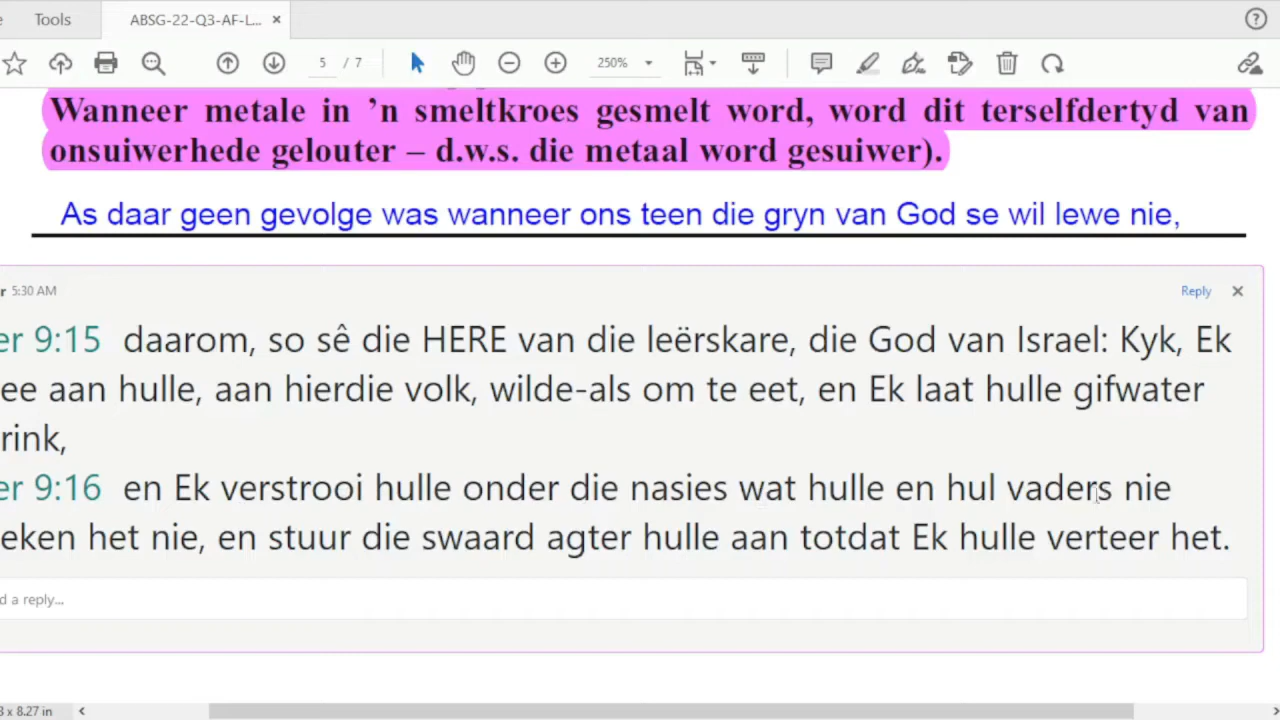 Tools
ABSG-22-Q3-AF-L...
5 / 7
250%
Wanneer metale in ’n smeltkroes gesmelt word, word dit terselfdertyd van
onsuiwerhede gelouter – d.w.s. die metaal word gesuiwer).
As daar geen gevolge was wanneer ons teen die gryn van God se wil lewe nie,
r 5:30 AM
Reply
er 9:15 daarom, so sê die HERE van die leërskare, die God van Israel: Kyk, Ek
ee aan hulle, aan hierdie volk, wilde-als om te eet, en Ek laat hulle gifwater
rink,
er 9:16 en Ek verstrooi hulle onder die nasies wat hulle en hul vaders nie
eken het nie, en stuur die swaard agter hulle aan totdat Ek hulle verteer het.
d a reply...
x 8.27 in